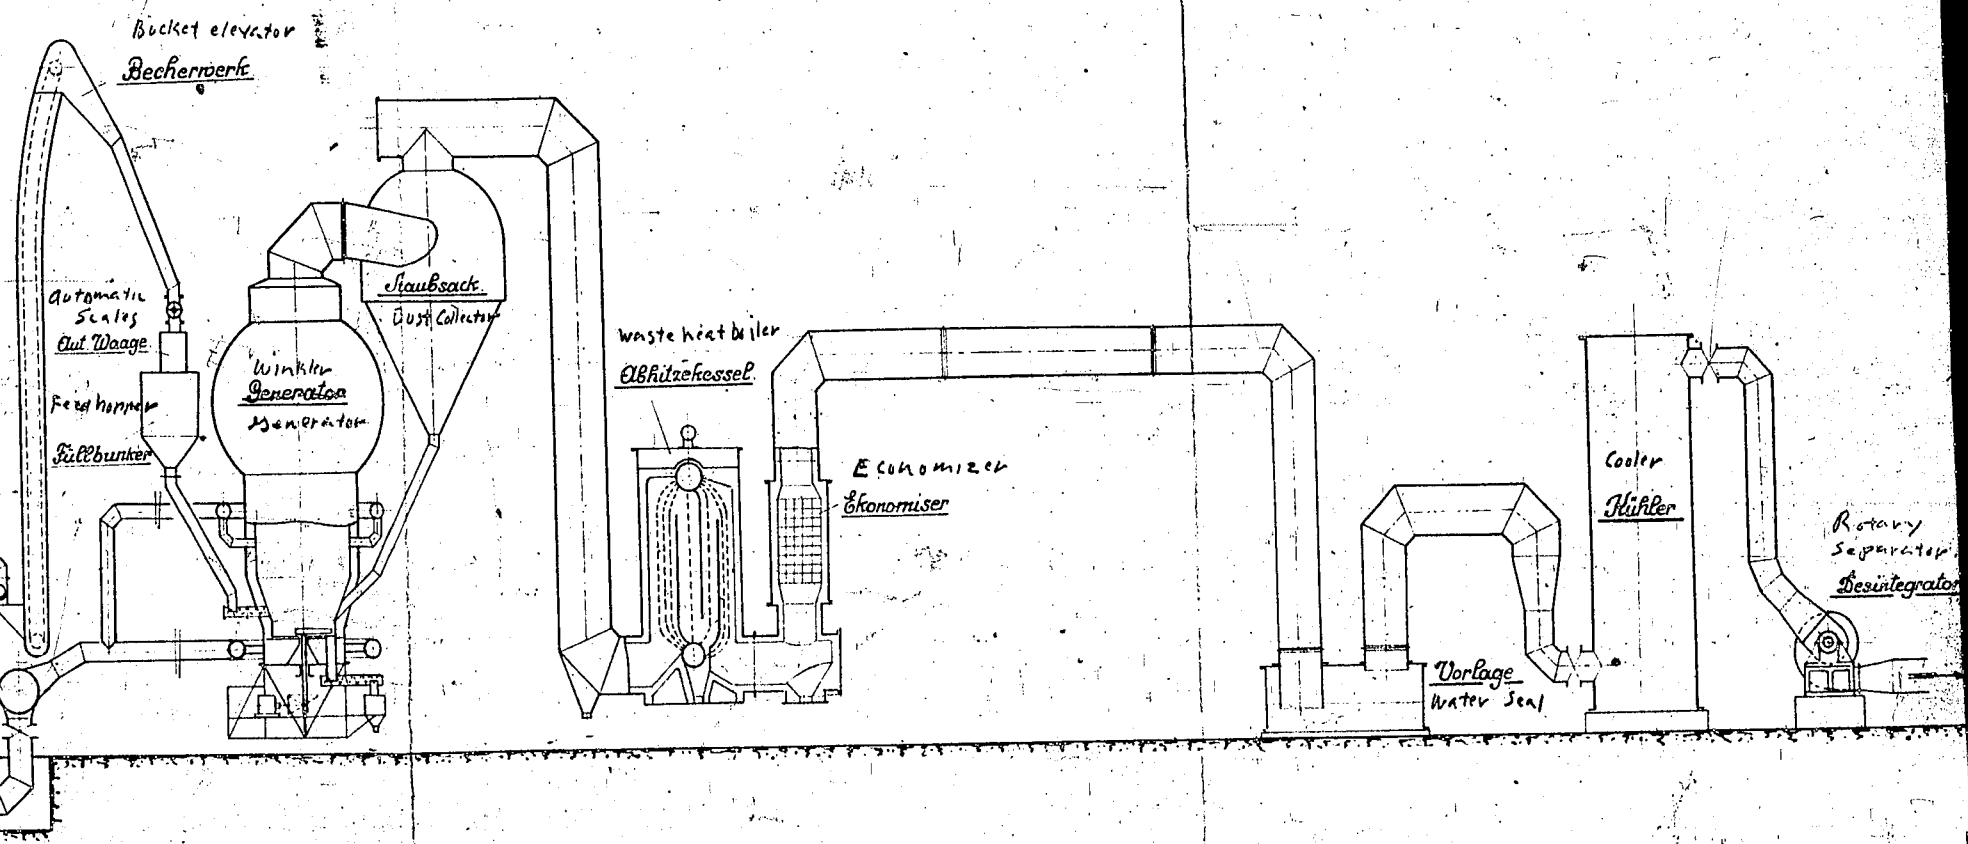 Bucket elevator
Becherwerk
Automatic
Scales
Aut Waage
Feed hopper
Füllbunker
Winkler
Generator
Generator
Staubsack
Dust Collector
waste heat boiler
Abhitzekessel.
Economizer
Ekonomiser
Vorlage
Water Seal
Cooler
Kühler
Rotary
Separator
Desintegrator